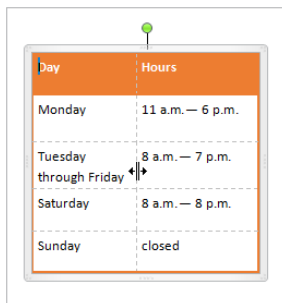 Day Hours
Monday 11 a.m.— 6 p.m.
Tuesday 8 a.m.— 7 p.m.
through Friday
Saturday 8 a.m.— 8 p.m.
Sunday closed